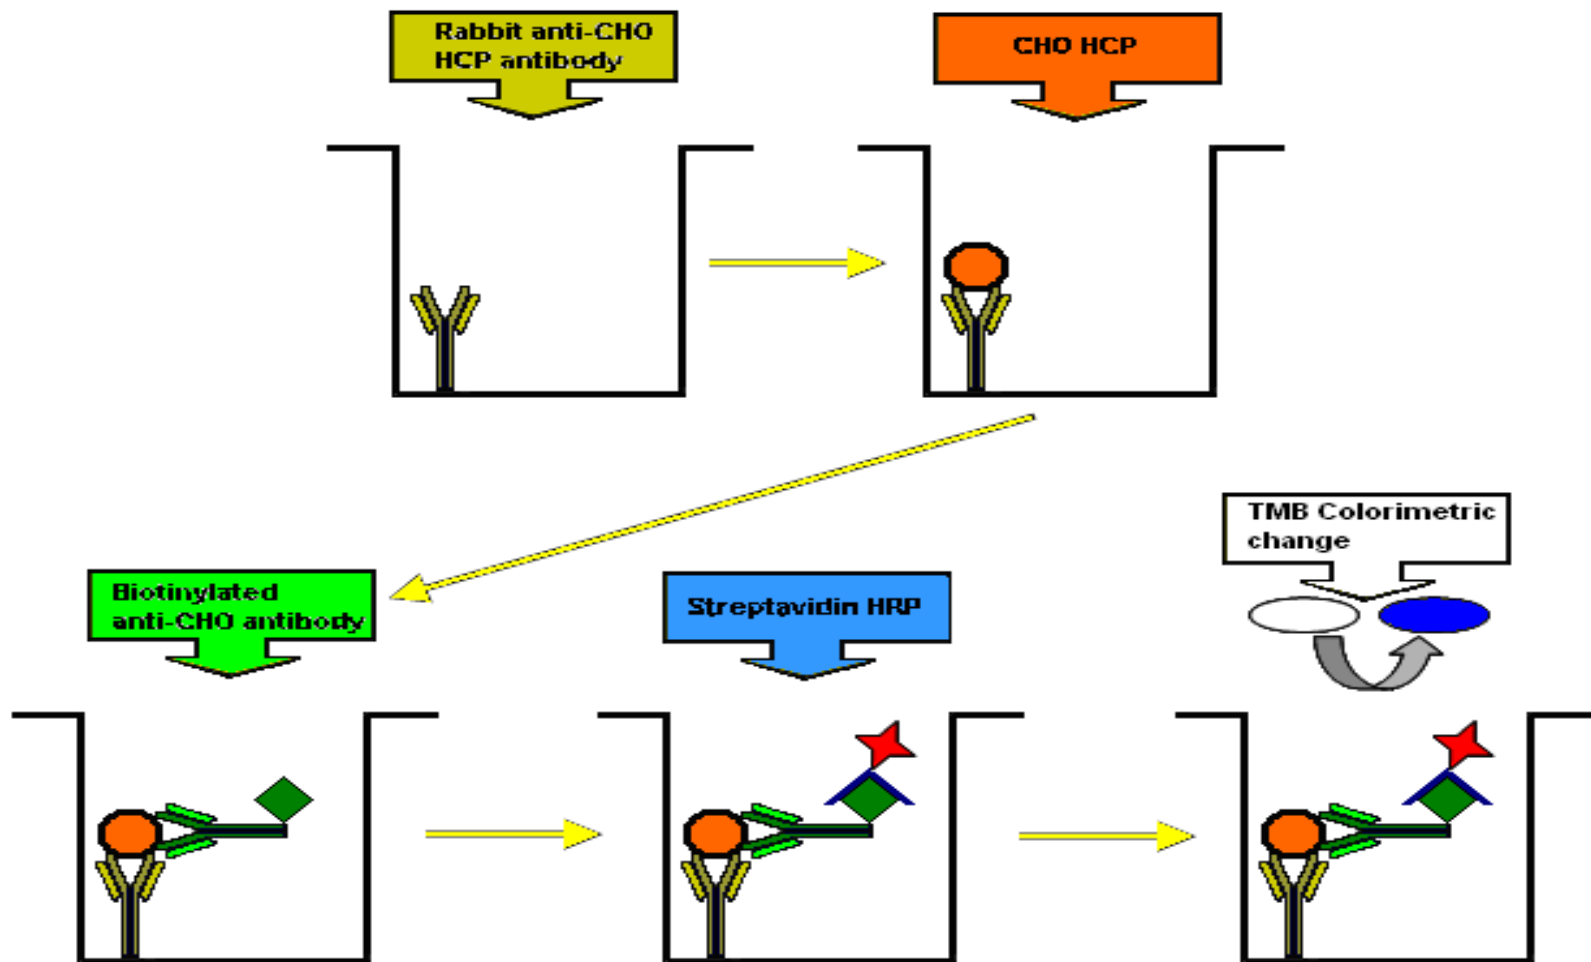 Rabbit anti-CHO
HCP antibody
CHO HCP
Biotinylated
anti-CHO antibody
Streptavidin HRP
TMB Colorimetric
change